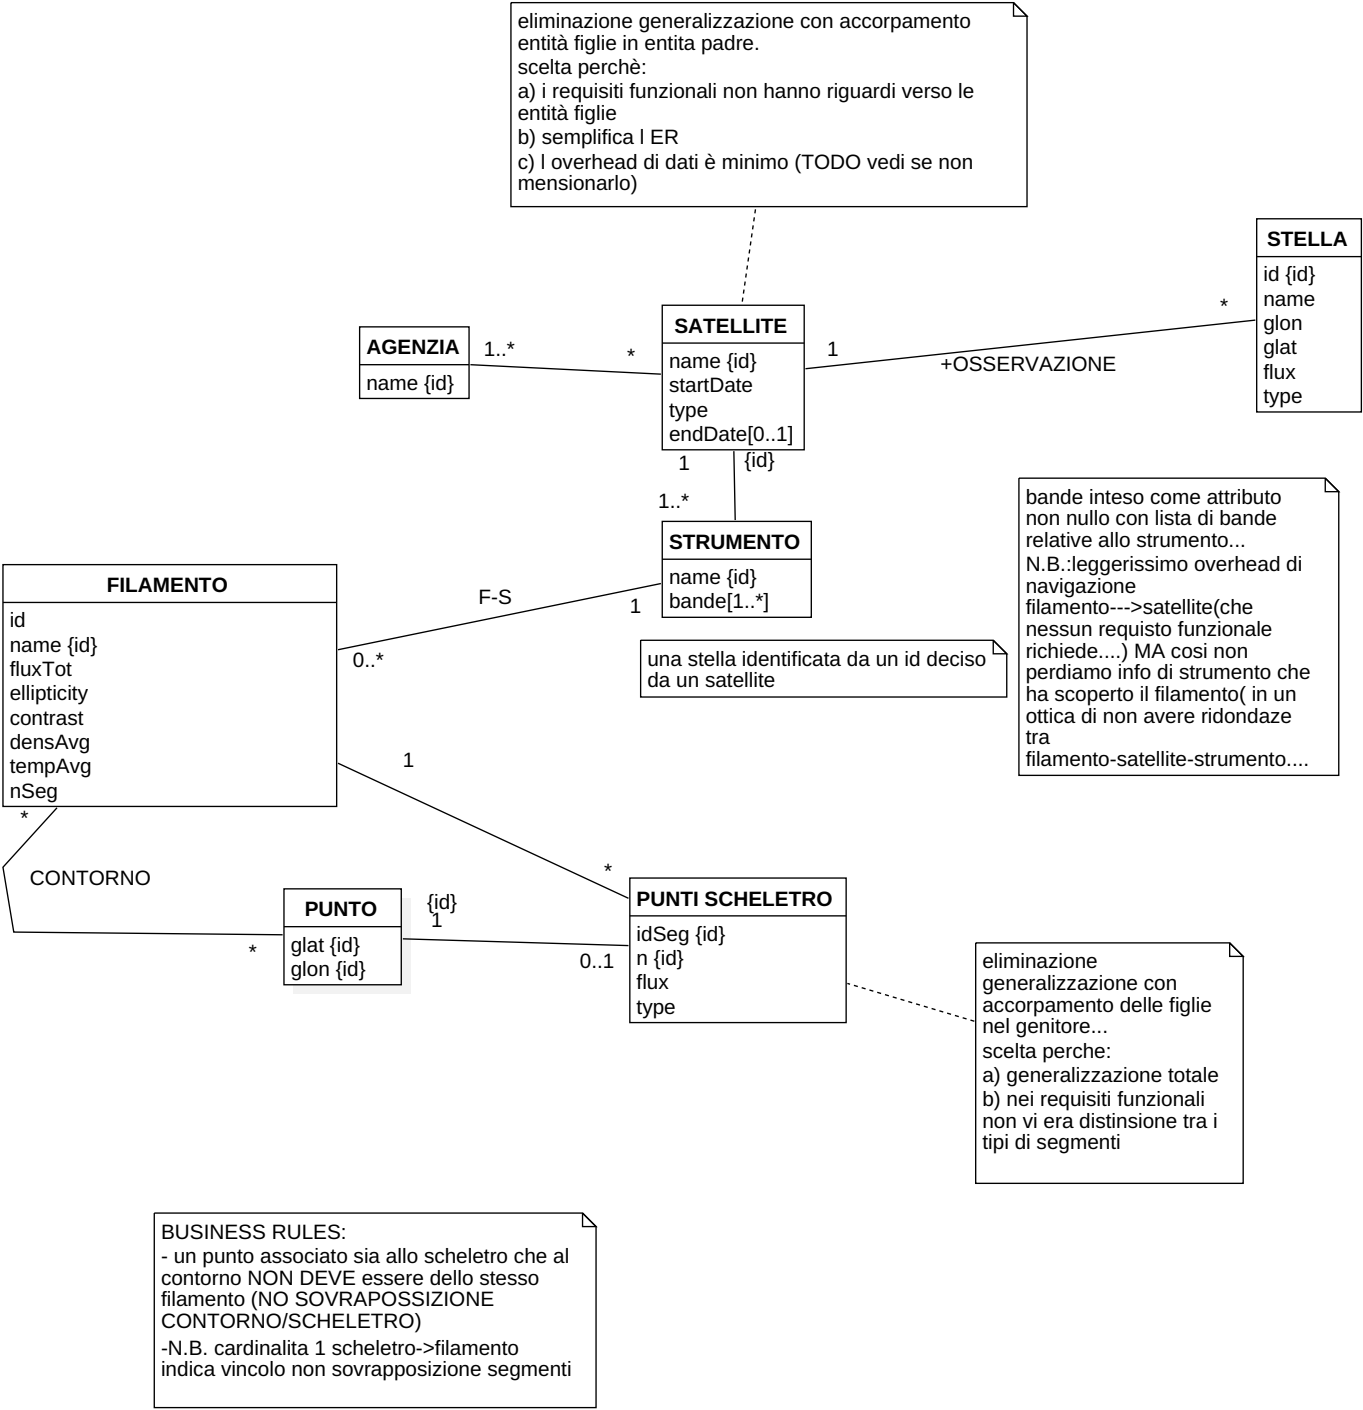 eliminazione generalizzazione con accorpamento
entità figlie in entita padre.
scelta perchè:
a) i requisiti funzionali non hanno riguardi verso le
entità figlie
b) semplifica l ER
c) l overhead di dati è minimo (TODO vedi se non
mensionarlo)
STELLA
id {id}
name
glon
glat
flux
type
*
+OSSERVAZIONE
1
SATELLITE
name {id}
startDate
type
endDate[0..1]
AGENZIA
name {id}
1..*
*
1
{id}
1..*
STRUMENTO
name {id}
bande[1..*]
bande inteso come attributo
non nullo con lista di bande
relative allo strumento...
N.B.:leggerissimo overhead di
navigazione
filamento--->satellite(che
nessun requisto funzionale
richiede....) MA cosi non
perdiamo info di strumento che
ha scoperto il filamento( in un
ottica di non avere ridondaze
tra
filamento-satellite-strumento....
FILAMENTO
id
name {id}
fluxTot
ellipticity
contrast
densAvg
tempAvg
nSeg
F-S
1
0..*
una stella identificata da un id deciso
da un satellite
1
*
*
CONTORNO
*
PUNTO
glat {id}
glon {id}
{id}
1
0..1
PUNTI SCHELETRO
idSeg {id}
n {id}
flux
type
eliminazione
generalizzazione con
accorpamento delle figlie
nel genitore...
scelta perche:
a) generalizzazione totale
b) nei requisiti funzionali
non vi era distinsione tra i
tipi di segmenti
BUSINESS RULES:
- un punto associato sia allo scheletro che al
contorno NON DEVE essere dello stesso
filamento (NO SOVRAPOSSIZIONE
CONTORNO/SCHELETRO)
-N.B. cardinalita 1 scheletro->filamento
indica vincolo non sovrapposizione segmenti